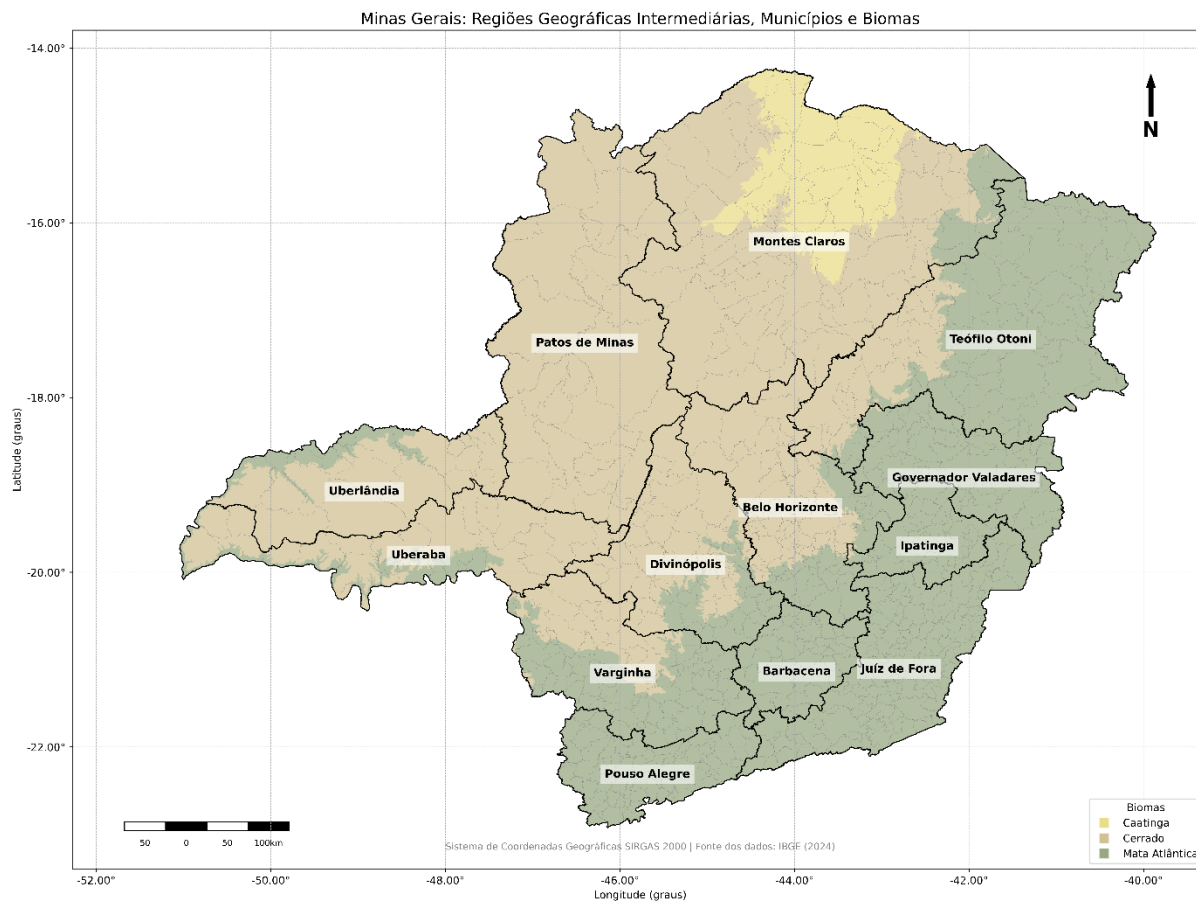 Minas Gerais: Regiões Geográficas Intermediárias, Municípios e Biomas
-14.00°
N
-16.00°
Montes Claros
Teófilo Otoni
Patos de Minas
-18.00°
Latitude (graus)
Governador Valadares
Uberlândia
Belo Horizonte
Ipatinga
Uberaba
Divinópolis
-20.00°
Juíz de Fora
Barbacena
Varginha
-22.00°
Pouso Alegre
Biomas
Caatinga
Cerrado
Mata Atlântica
50 0 50 100km
Sistema de Coordenadas Geográficas SIRGAS 2000 | Fonte dos dados: IBGE (2024)
-52.00° -50.00° -48.00° -46.00° -44.00° -42.00° -40.00°
Longitude (graus)